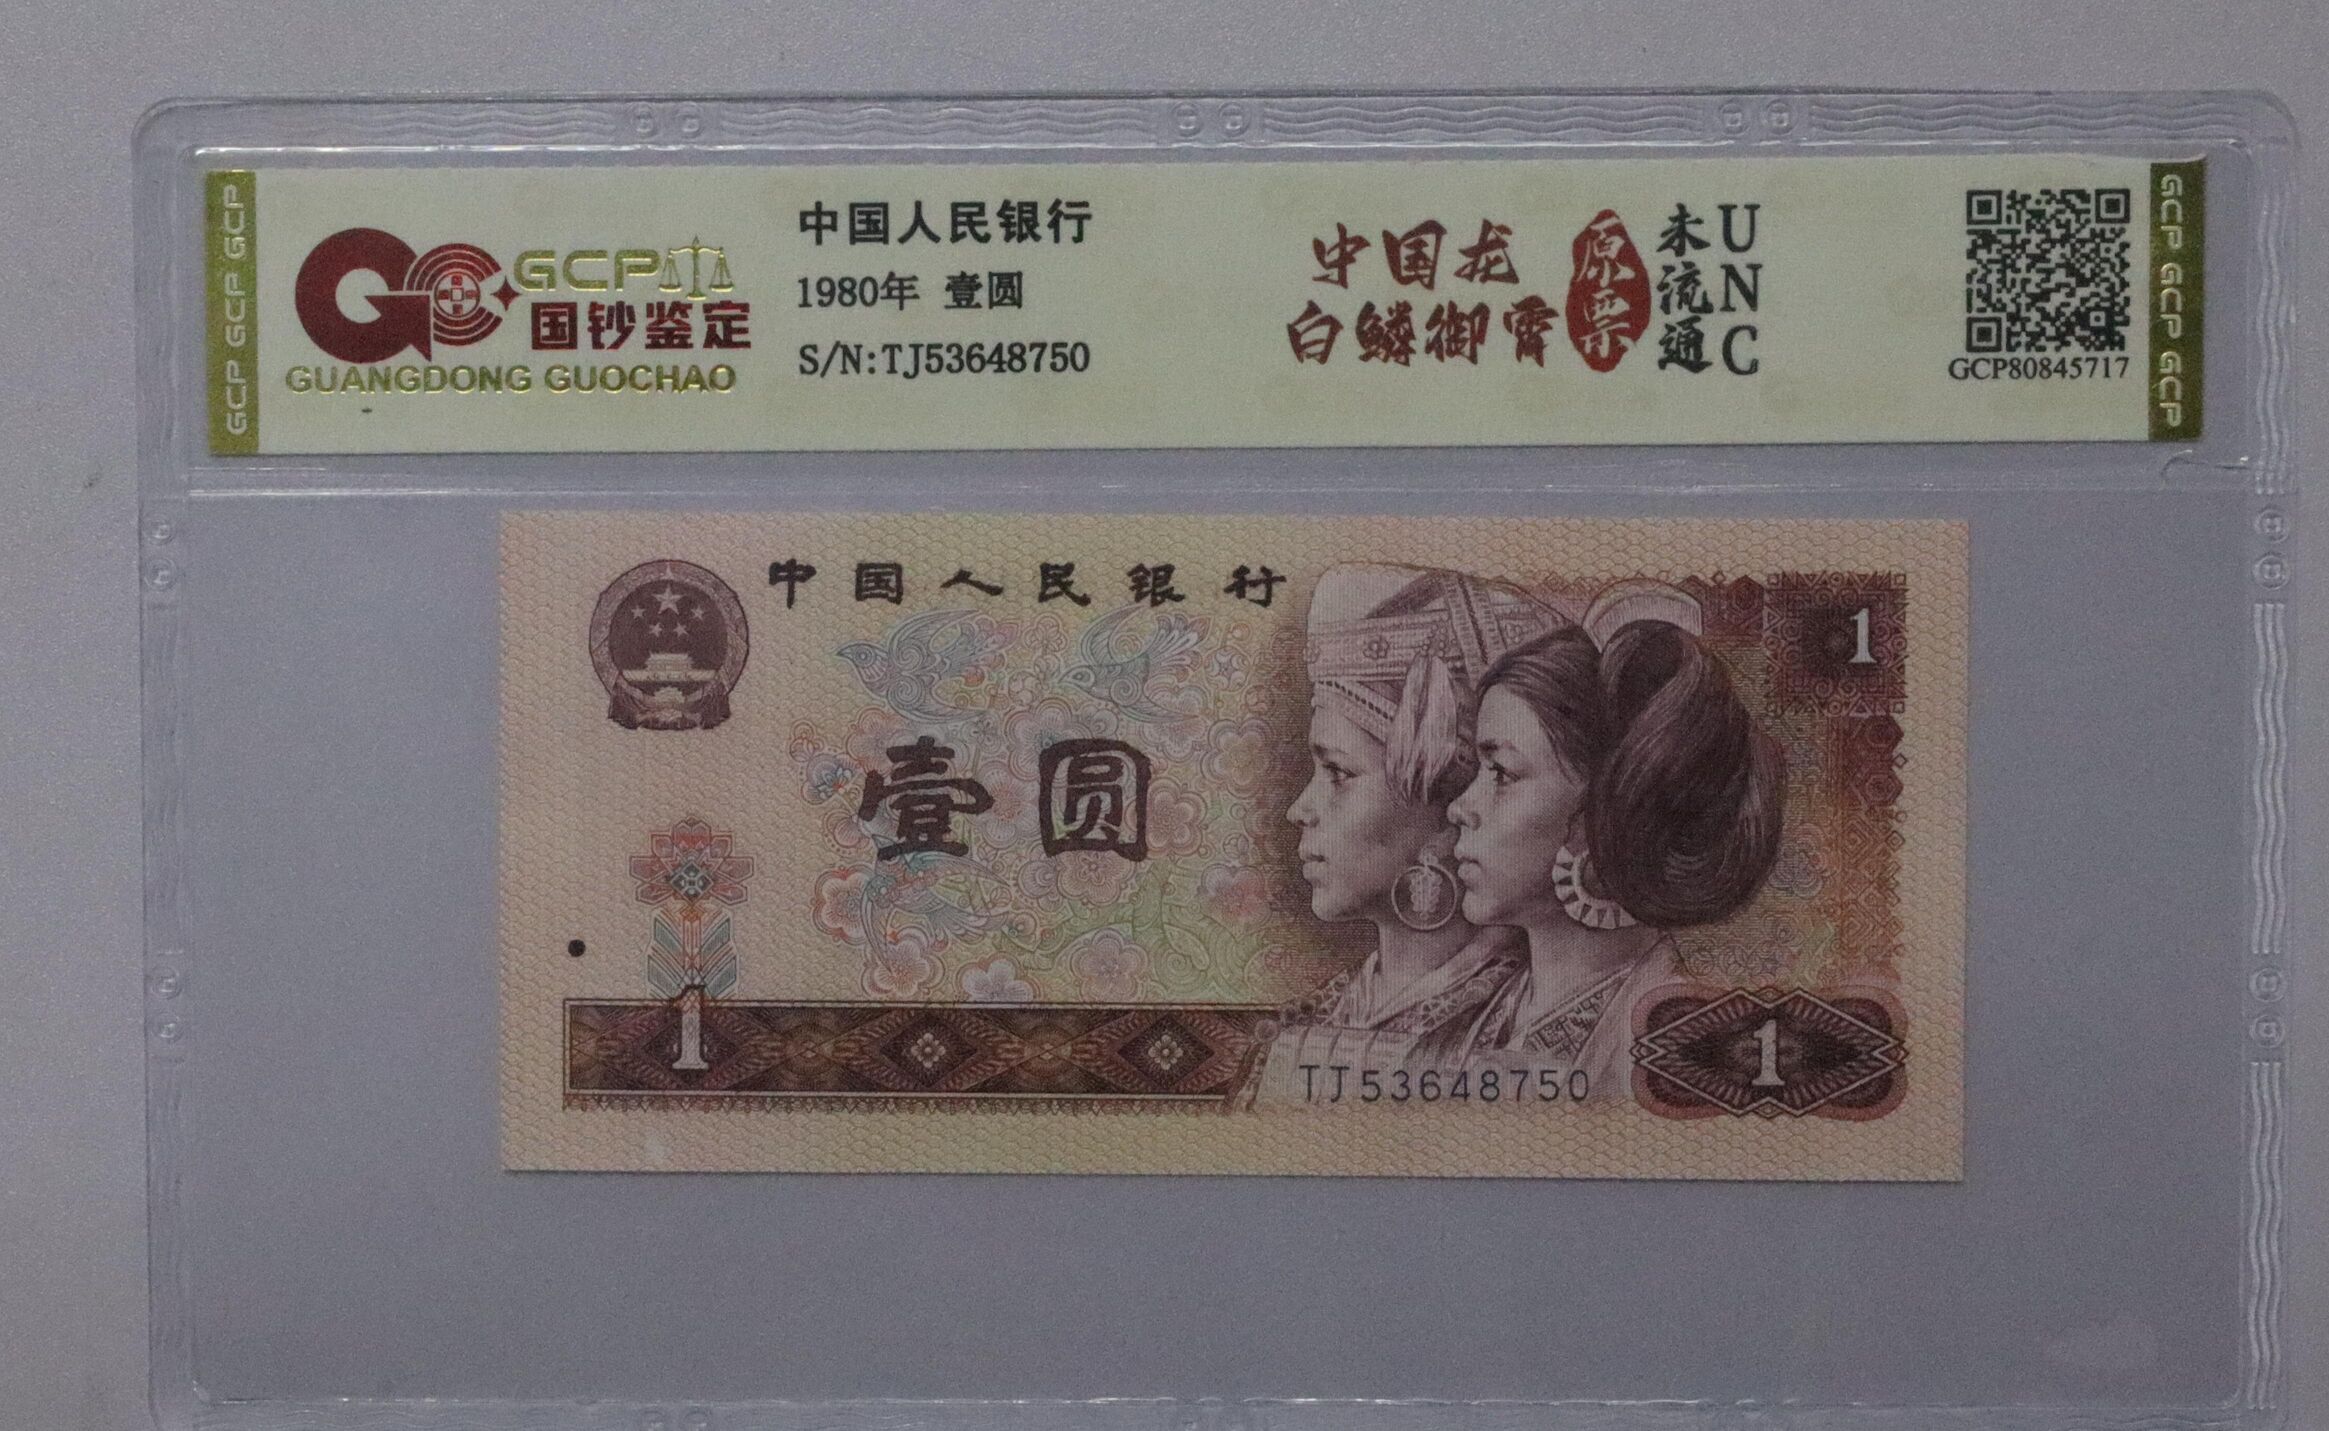 GCP GCP GCP
GCP
国钞鉴定
GUANGDONG GUOCHAO
中国人民银行
1980年 壹圆
S/N:TJ53648750
中国龙
白鳞御霄
原票
未流通
UNC
GCP80845717
GCP GCP GCP
中国人民银行
1
壹圆
1
1
TJ53648750